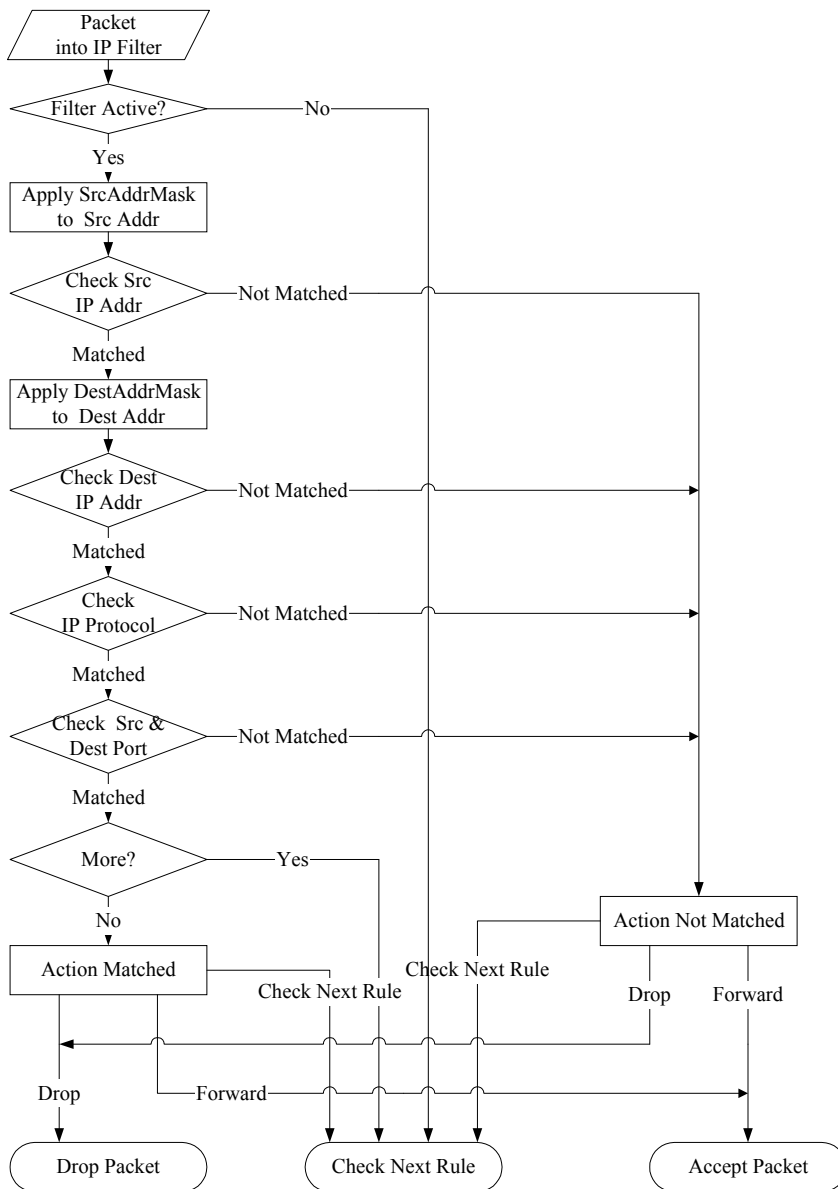 Packet
into IP Filter
Filter Active?
No
Yes
Apply SrcAddrMask
to Src Addr
Check Src
IP Addr
Not Matched
Matched
Apply DestAddrMask
to Dest Addr
Check Dest
IP Addr
Not Matched
Matched
Check
IP Protocol
Not Matched
Matched
Check Src &
Dest Port
Not Matched
Matched
More?
Yes
No
Action Not Matched
Action Matched
Check Next Rule
Check Next Rule
Drop
Forward
Drop
Forward
Drop Packet
Check Next Rule
Accept Packet